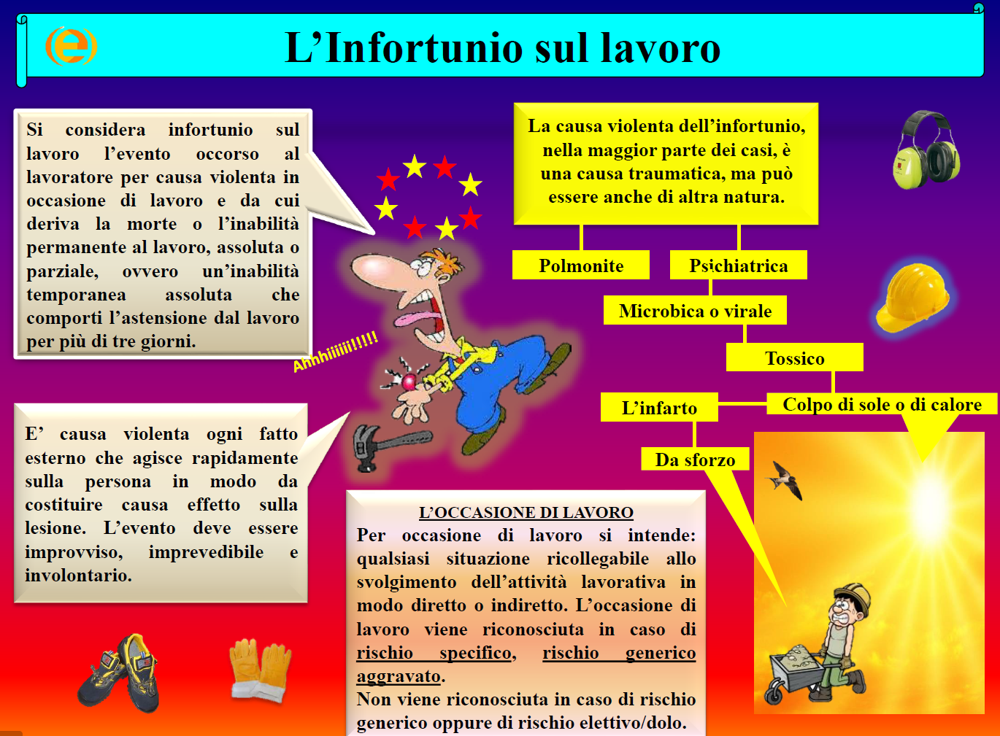 L’Infortunio sul lavoro
Si considera infortunio sul
lavoro l’evento occorso al
lavoratore per causa violenta in
occasione di lavoro e da cui
deriva la morte o l’inabilità
permanente al lavoro, assoluta o
parziale, ovvero un’inabilità
temporanea assoluta che
comporti l’astensione dal lavoro
per più di tre giorni.
Ahhhiiiiii!!!!!
E’ causa violenta ogni fatto
esterno che agisce rapidamente
sulla persona in modo da
costituire causa effetto sulla
lesione. L’evento deve essere
improvviso, imprevedibile e
involontario.
La causa violenta dell’infortunio,
nella maggior parte dei casi, è
una causa traumatica, ma può
essere anche di altra natura.
Polmonite
Psichiatrica
Microbica o virale
Tossico
Colpo di sole o di calore
L’infarto
Da sforzo
L’OCCASIONE DI LAVORO
Per occasione di lavoro si intende:
qualsiasi situazione ricollegabile allo
svolgimento dell’attività lavorativa in
modo diretto o indiretto. L’occasione di
lavoro viene riconosciuta in caso di
rischio specifico, rischio generico
aggravato.
Non viene riconosciuta in caso di rischio
generico oppure di rischio elettivo/dolo.